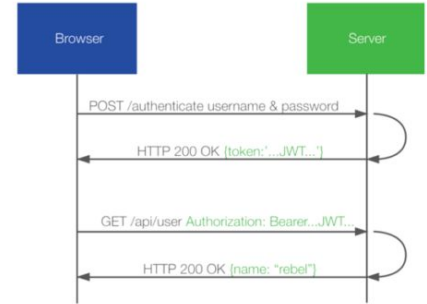 Browser
Server
POST /authenticate username & password
HTTP 200 OK {token:'...JWT...'}
GET /api/user Authorization: Bearer...JWT...
HTTP 200 OK {name: "rebel"}